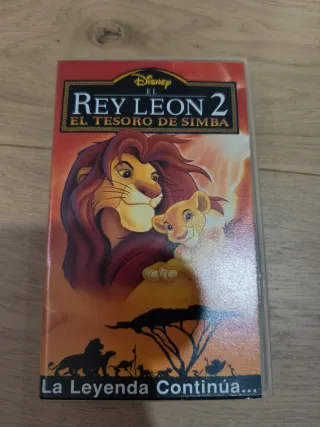 Disney
EL
REY LEON 2
EL TESORO DE SIMBA
La Leyenda Continúa...